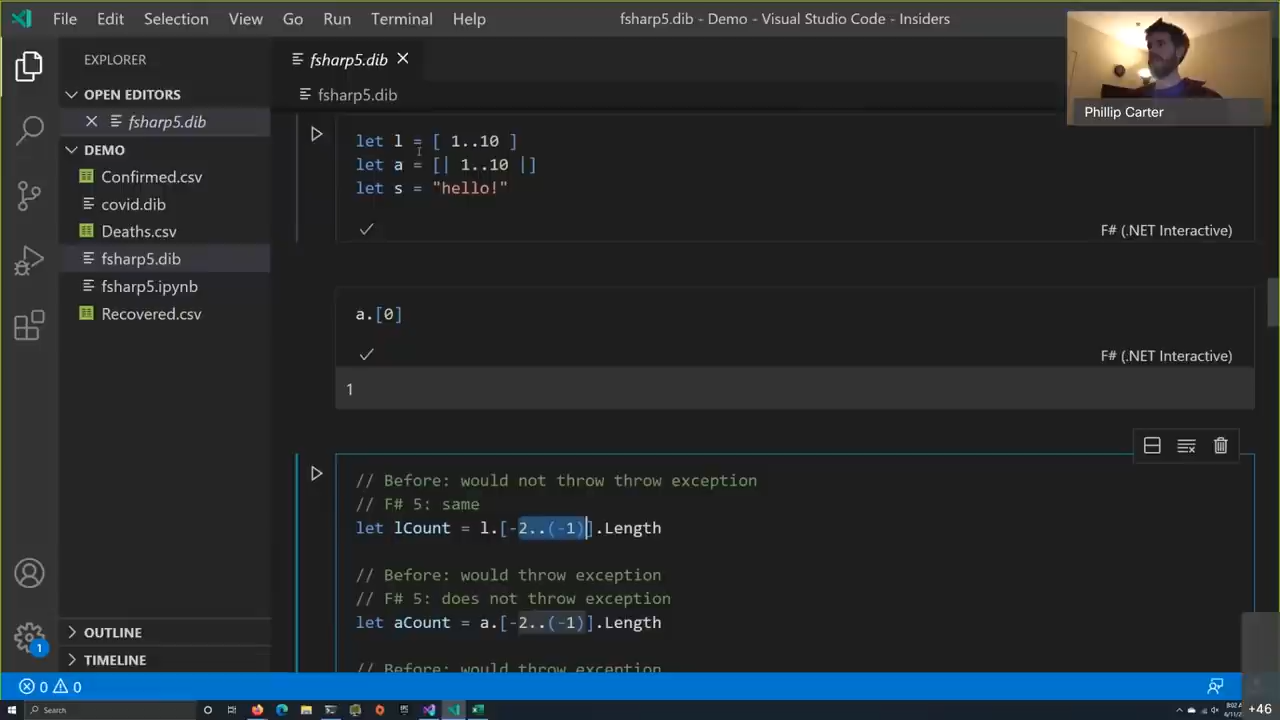 File Edit Selection View Go Run Terminal Help fsharp5.dib - Demo - Visual Studio Code - Insiders
EXPLORER
fsharp5.dib
OPEN EDITORS
fsharp5.dib
fsharp5.dib
DEMO
Confirmed.csv
covid.dib
Deaths.csv
fsharp5.dib
fsharp5.ipynb
Recovered.csv
OUTLINE
TIMELINE
Phillip Carter
let l = [ 1..10 ]
let a = [| 1..10 |]
let s = "hello!"
F# (.NET Interactive)
a.[0]
F# (.NET Interactive)
1
// Before: would not throw throw exception
// F# 5: same
let lCount = l.[-2..(-1)].Length
// Before: would throw exception
// F# 5: does not throw exception
let aCount = a.[-2..(-1)].Length
// Before: would throw exception
1
0 0
Search
+46